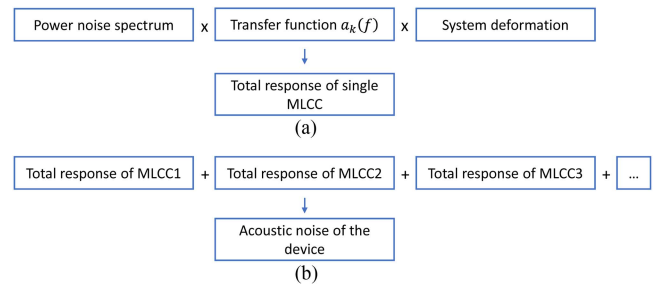 Power noise spectrum x Transfer function a_k(f) x System deformation
Total response of single
MLCC
(a)
Total response of MLCC1 + Total response of MLCC2 + Total response of MLCC3 + ...
Acoustic noise of the
device
(b)